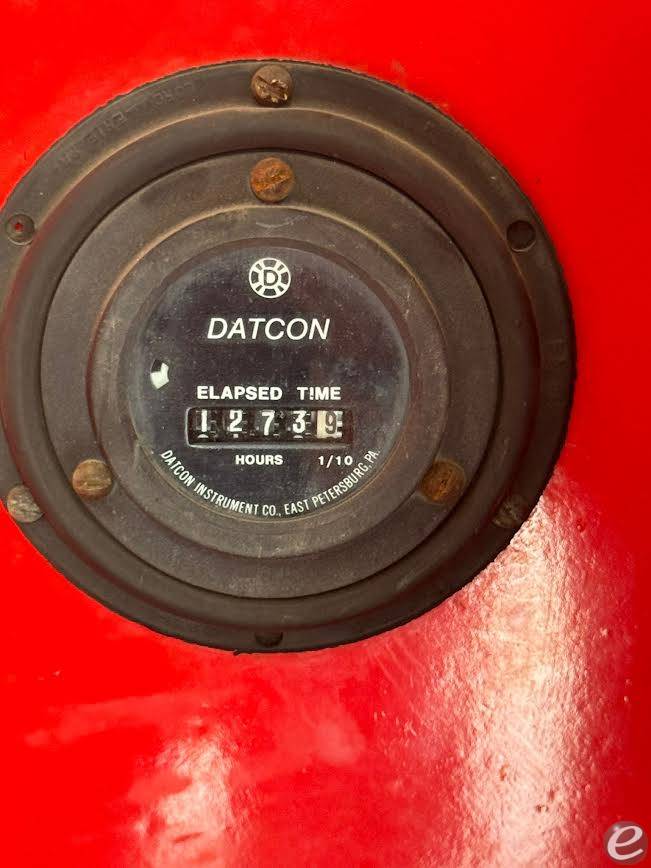 D
DATCON
ELAPSED TIME
12739
HOURS 1/10
DATCON INSTRUMENT CO., EAST PETERSBURG, PA.
e